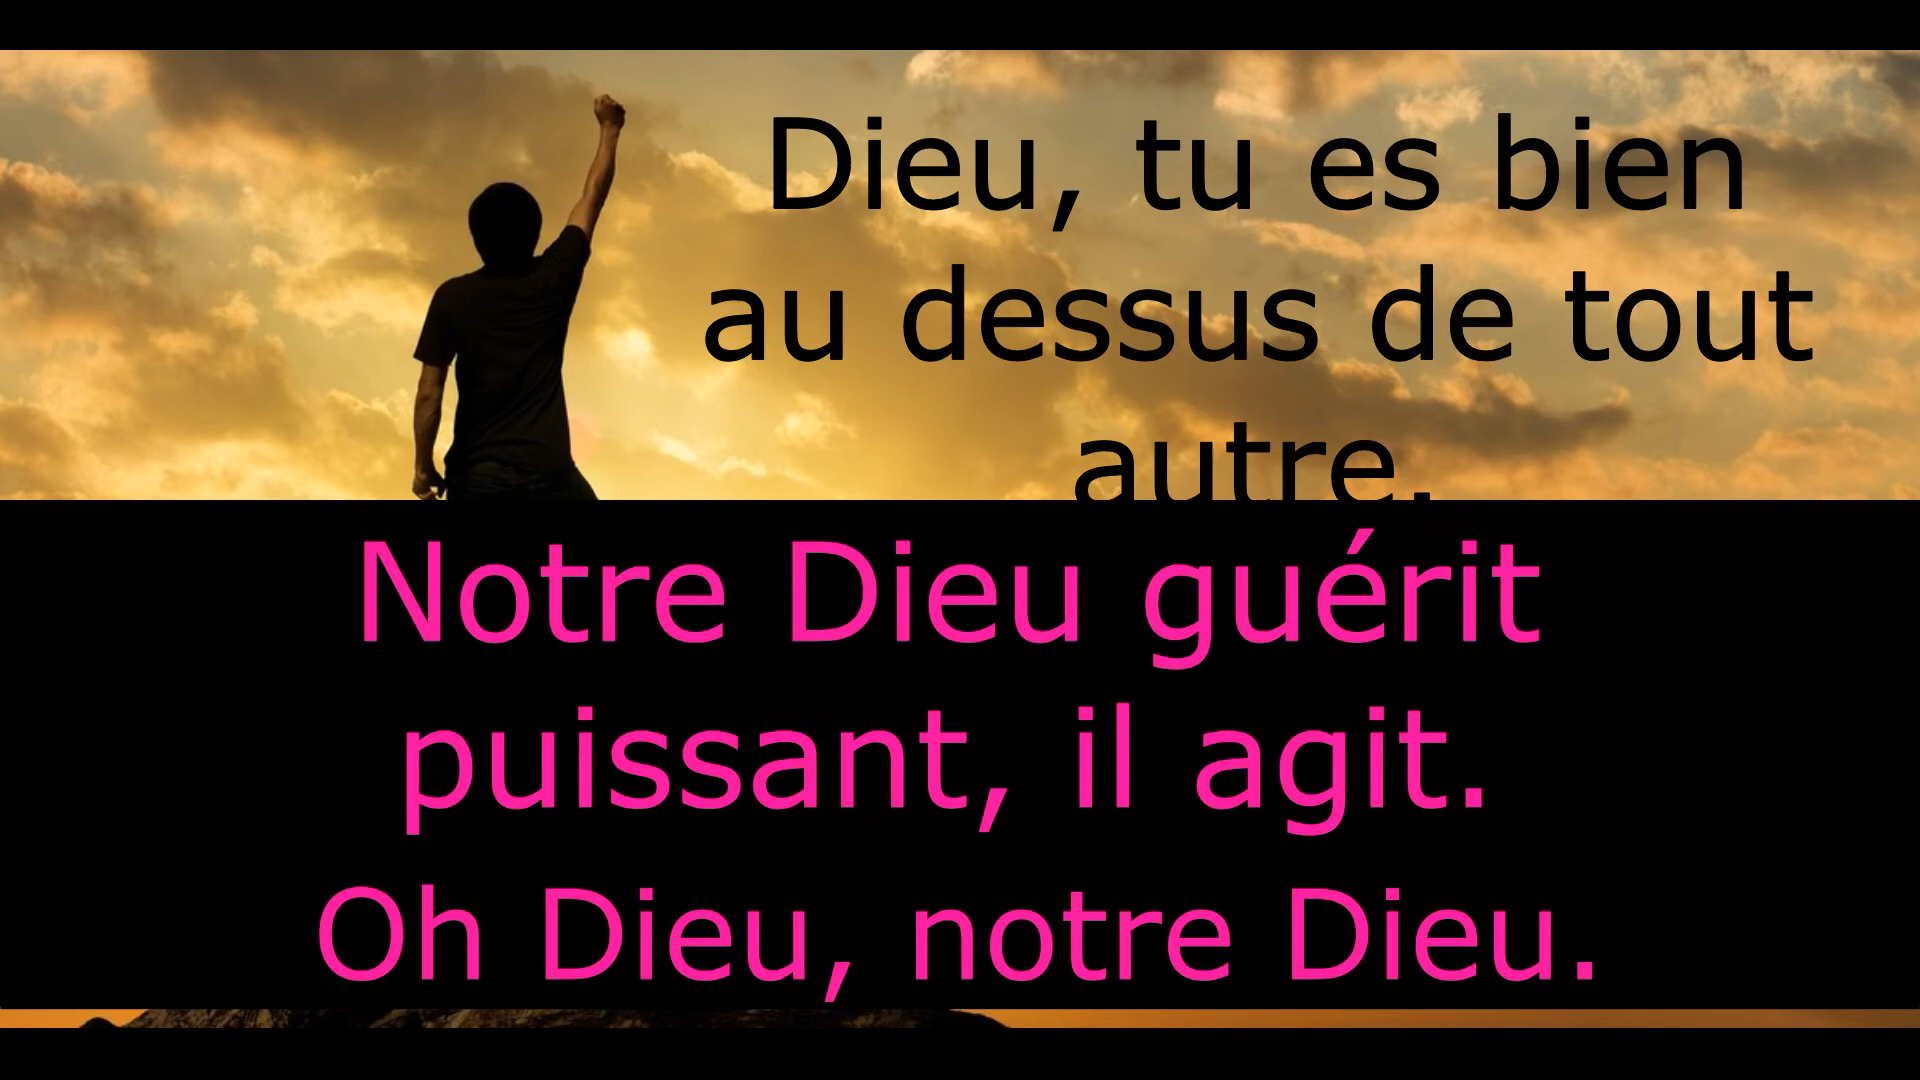 Dieu, tu es bien
au dessus de tout
autre.
Notre Dieu guérit
puissant, il agit.
Oh Dieu, notre Dieu.